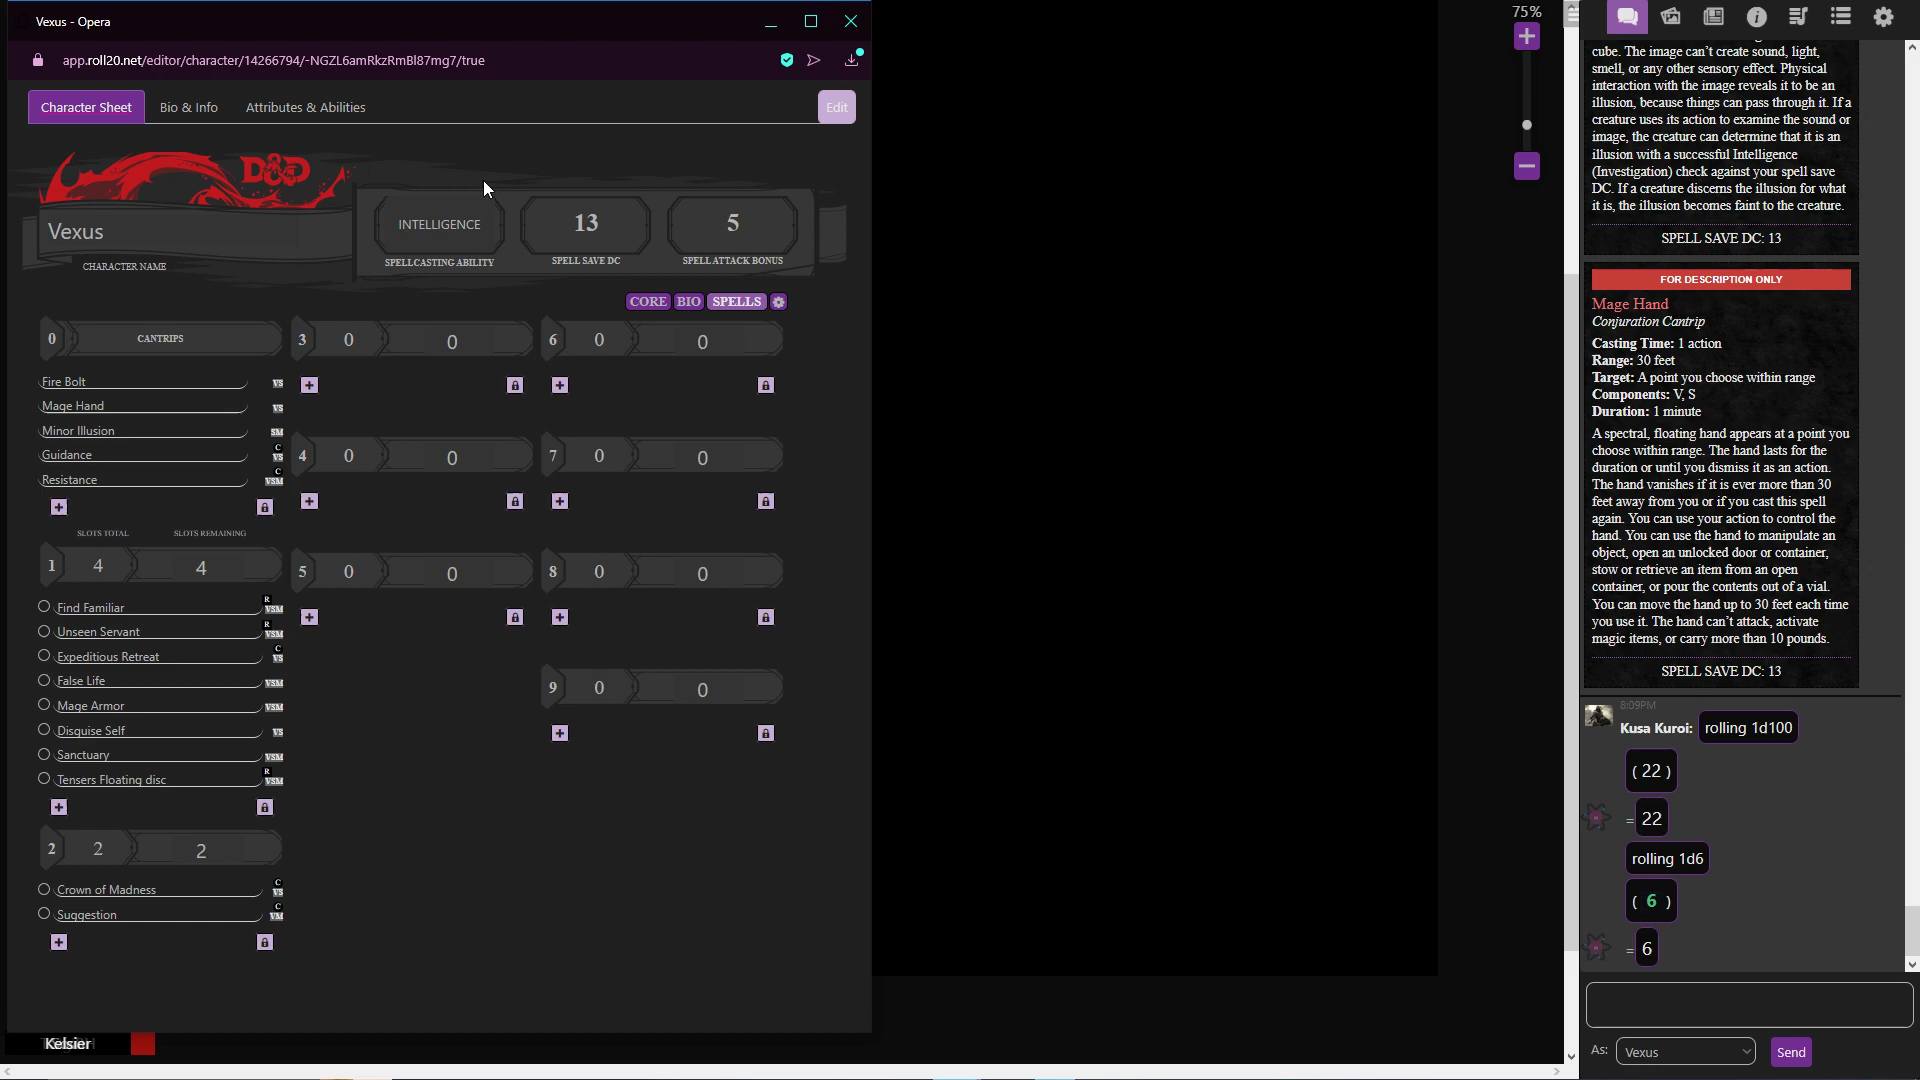 Vexus - Opera
app.roll20.net/editor/character/14266794/-NGZL6amRkzRmBl87mg7/true
Character Sheet
Bio & Info
Attributes & Abilities
Edit
D&D
Vexus
CHARACTER NAME
INTELLIGENCE
SPELLCASTING ABILITY
13
SPELL SAVE DC
5
SPELL ATTACK BONUS
CORE
BIO
SPELLS
0
CANTRIPS
Fire Bolt VS
Mage Hand VS
Minor Illusion SM
Guidance C VS
Resistance C VSM
SLOTS TOTAL
SLOTS REMAINING
1 4 4
Find Familiar R VSM
Unseen Servant R VSM
Expeditious Retreat C VS
False Life VSM
Mage Armor VSM
Disguise Self VS
Sanctuary VSM
Tensers Floating disc R VSM
2 2 2
Crown of Madness C VS
Suggestion C VM
3 0 0
4 0 0
5 0 0
6 0 0
7 0 0
8 0 0
9 0 0
Kelsier
75%
cube. The image can't create sound, light,
smell, or any other sensory effect. Physical
interaction with the image reveals it to be an
illusion, because things can pass through it. If a
creature uses its action to examine the sound or
image, the creature can determine that it is an
illusion with a successful Intelligence
(Investigation) check against your spell save
DC. If a creature discerns the illusion for what
it is, the illusion becomes faint to the creature.
SPELL SAVE DC: 13
FOR DESCRIPTION ONLY
Mage Hand
Conjuration Cantrip
Casting Time: 1 action
Range: 30 feet
Target: A point you choose within range
Components: V, S
Duration: 1 minute
A spectral, floating hand appears at a point you
choose within range. The hand lasts for the
duration or until you dismiss it as an action.
The hand vanishes if it is ever more than 30
feet away from you or if you cast this spell
again. You can use your action to control the
hand. You can use the hand to manipulate an
object, open an unlocked door or container,
stow or retrieve an item from an open
container, or pour the contents out of a vial.
You can move the hand up to 30 feet each time
you use it. The hand can't attack, activate
magic items, or carry more than 10 pounds.
SPELL SAVE DC: 13
8:09PM
Kusa Kuroi: rolling 1d100
(22)
=22
rolling 1d6
(6)
=6
As: Vexus
Send